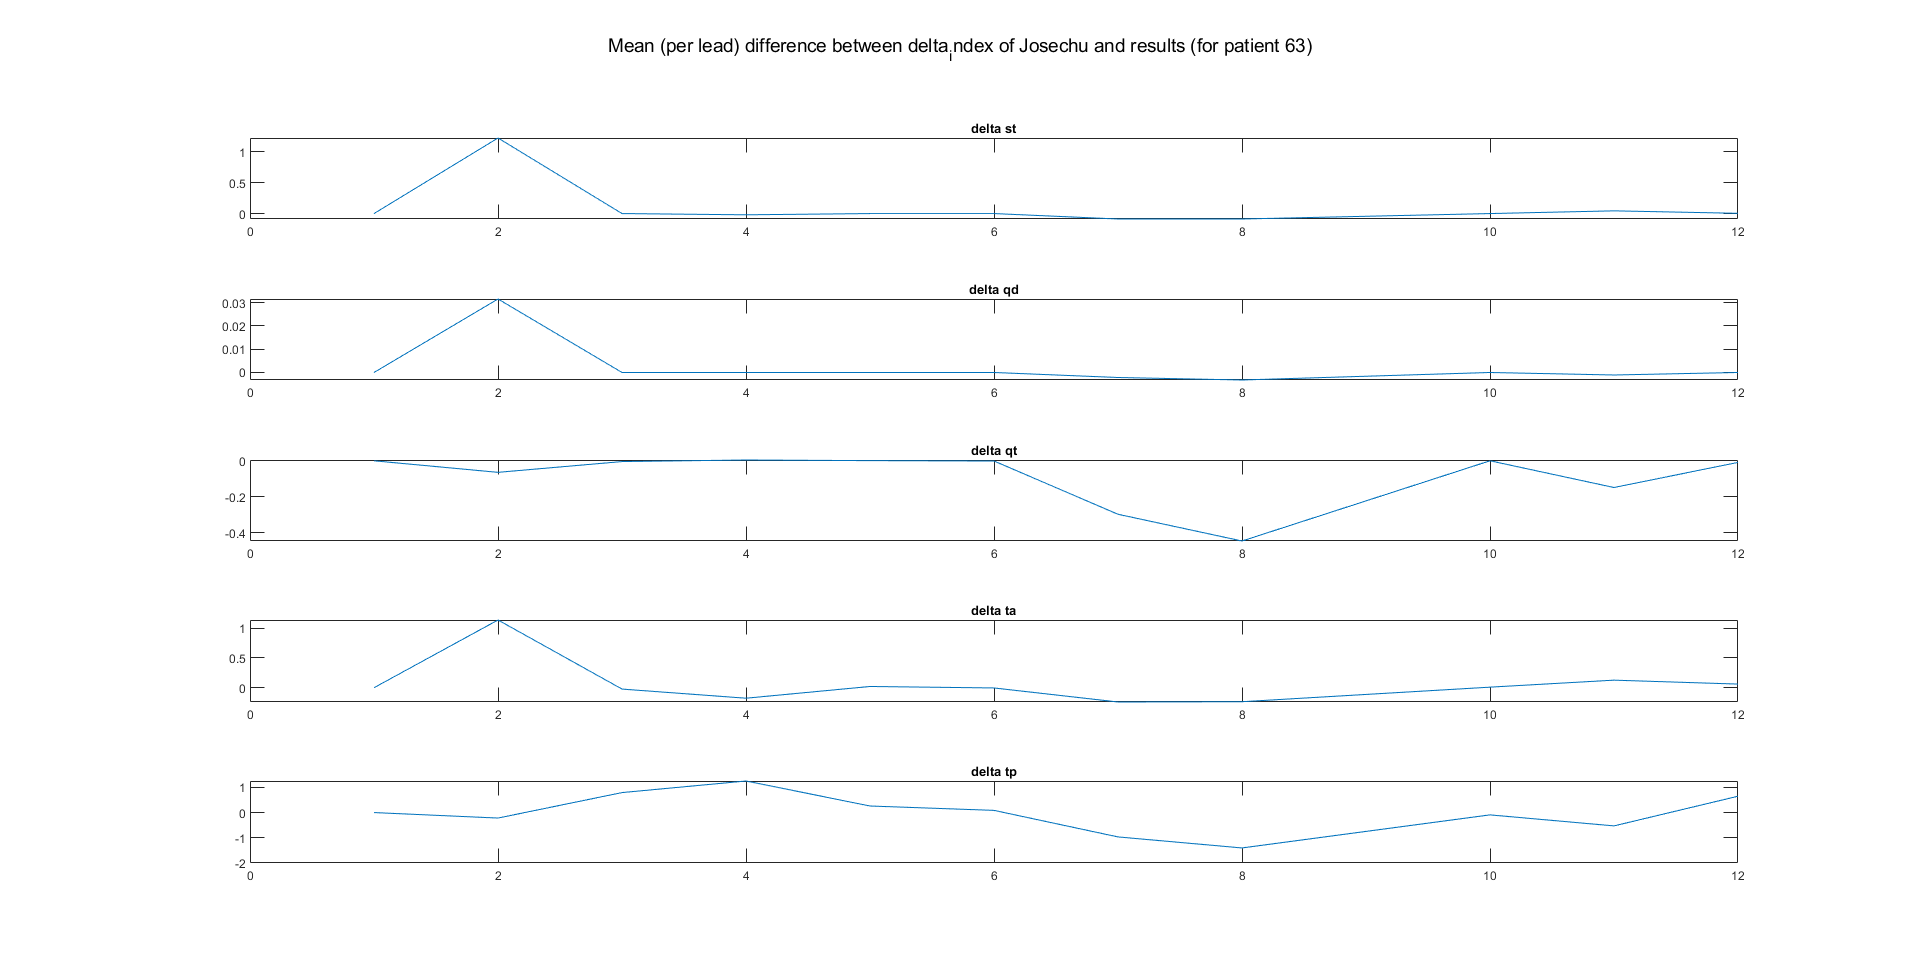 Mean (per lead) difference between delta_index of Josechu and results (for patient 63)
delta st
1
0.5
0
0 2 4 6 8 10 12
delta qd
0.03
0.02
0.01
0
0 2 4 6 8 10 12
delta qt
0
-0.2
-0.4
0 2 4 6 8 10 12
delta ta
1
0.5
0
0 2 4 6 8 10 12
delta tp
1
0
-1
-2
0 2 4 6 8 10 12